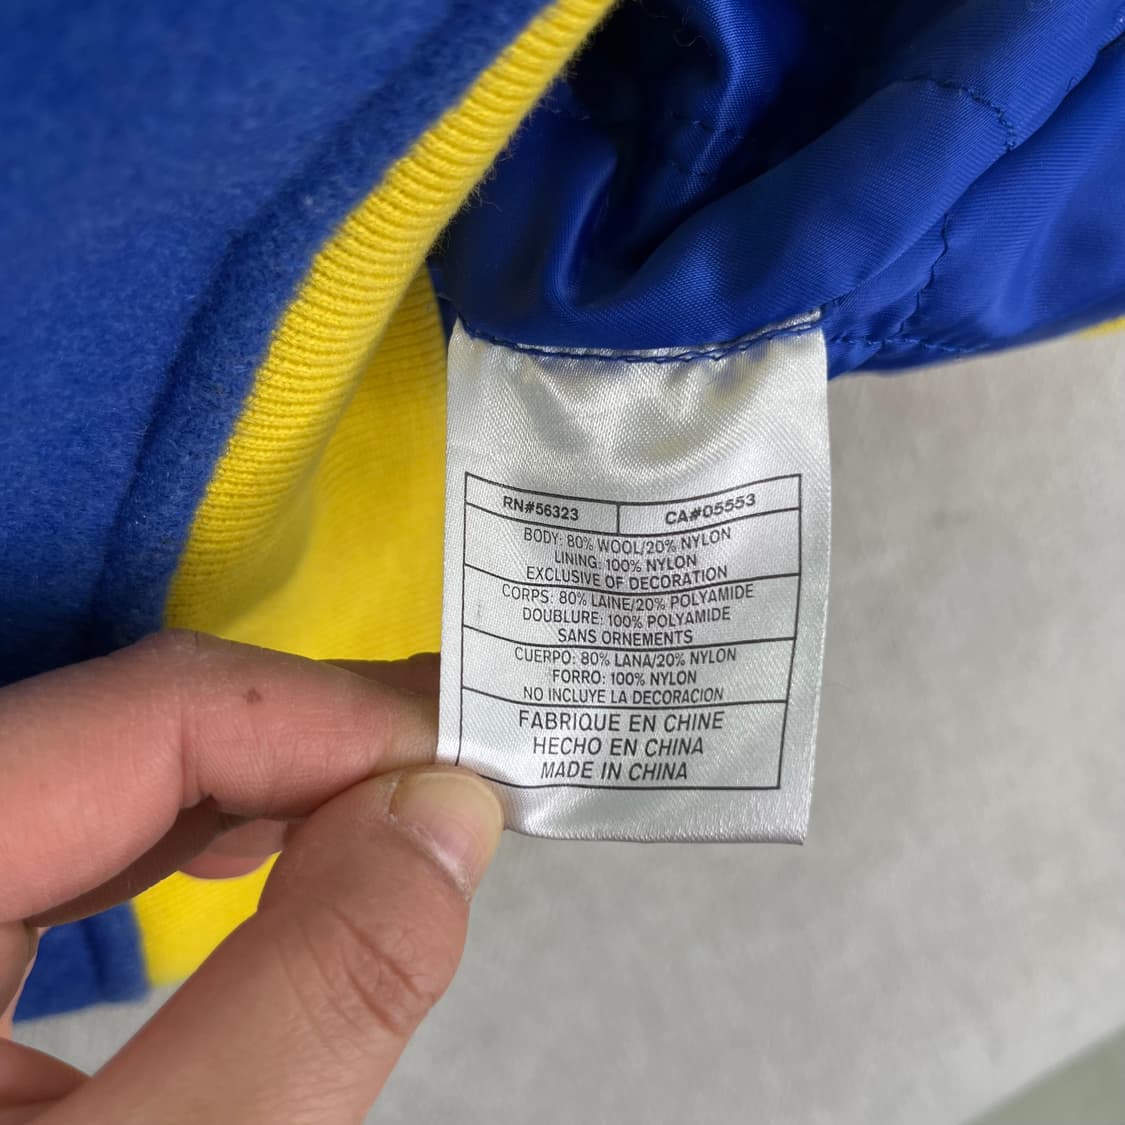 RN#56323 CA#05553
BODY: 80% WOOL/20% NYLON
LINING: 100% NYLON
EXCLUSIVE OF DECORATION
CORPS: 80% LAINE/20% POLYAMIDE
DOUBLURE: 100% POLYAMIDE
SANS ORNEMENTS
CUERPO: 80% LANA/20% NYLON
FORRO: 100% NYLON
NO INCLUYE LA DECORACION
FABRIQUE EN CHINE
HECHO EN CHINA
MADE IN CHINA